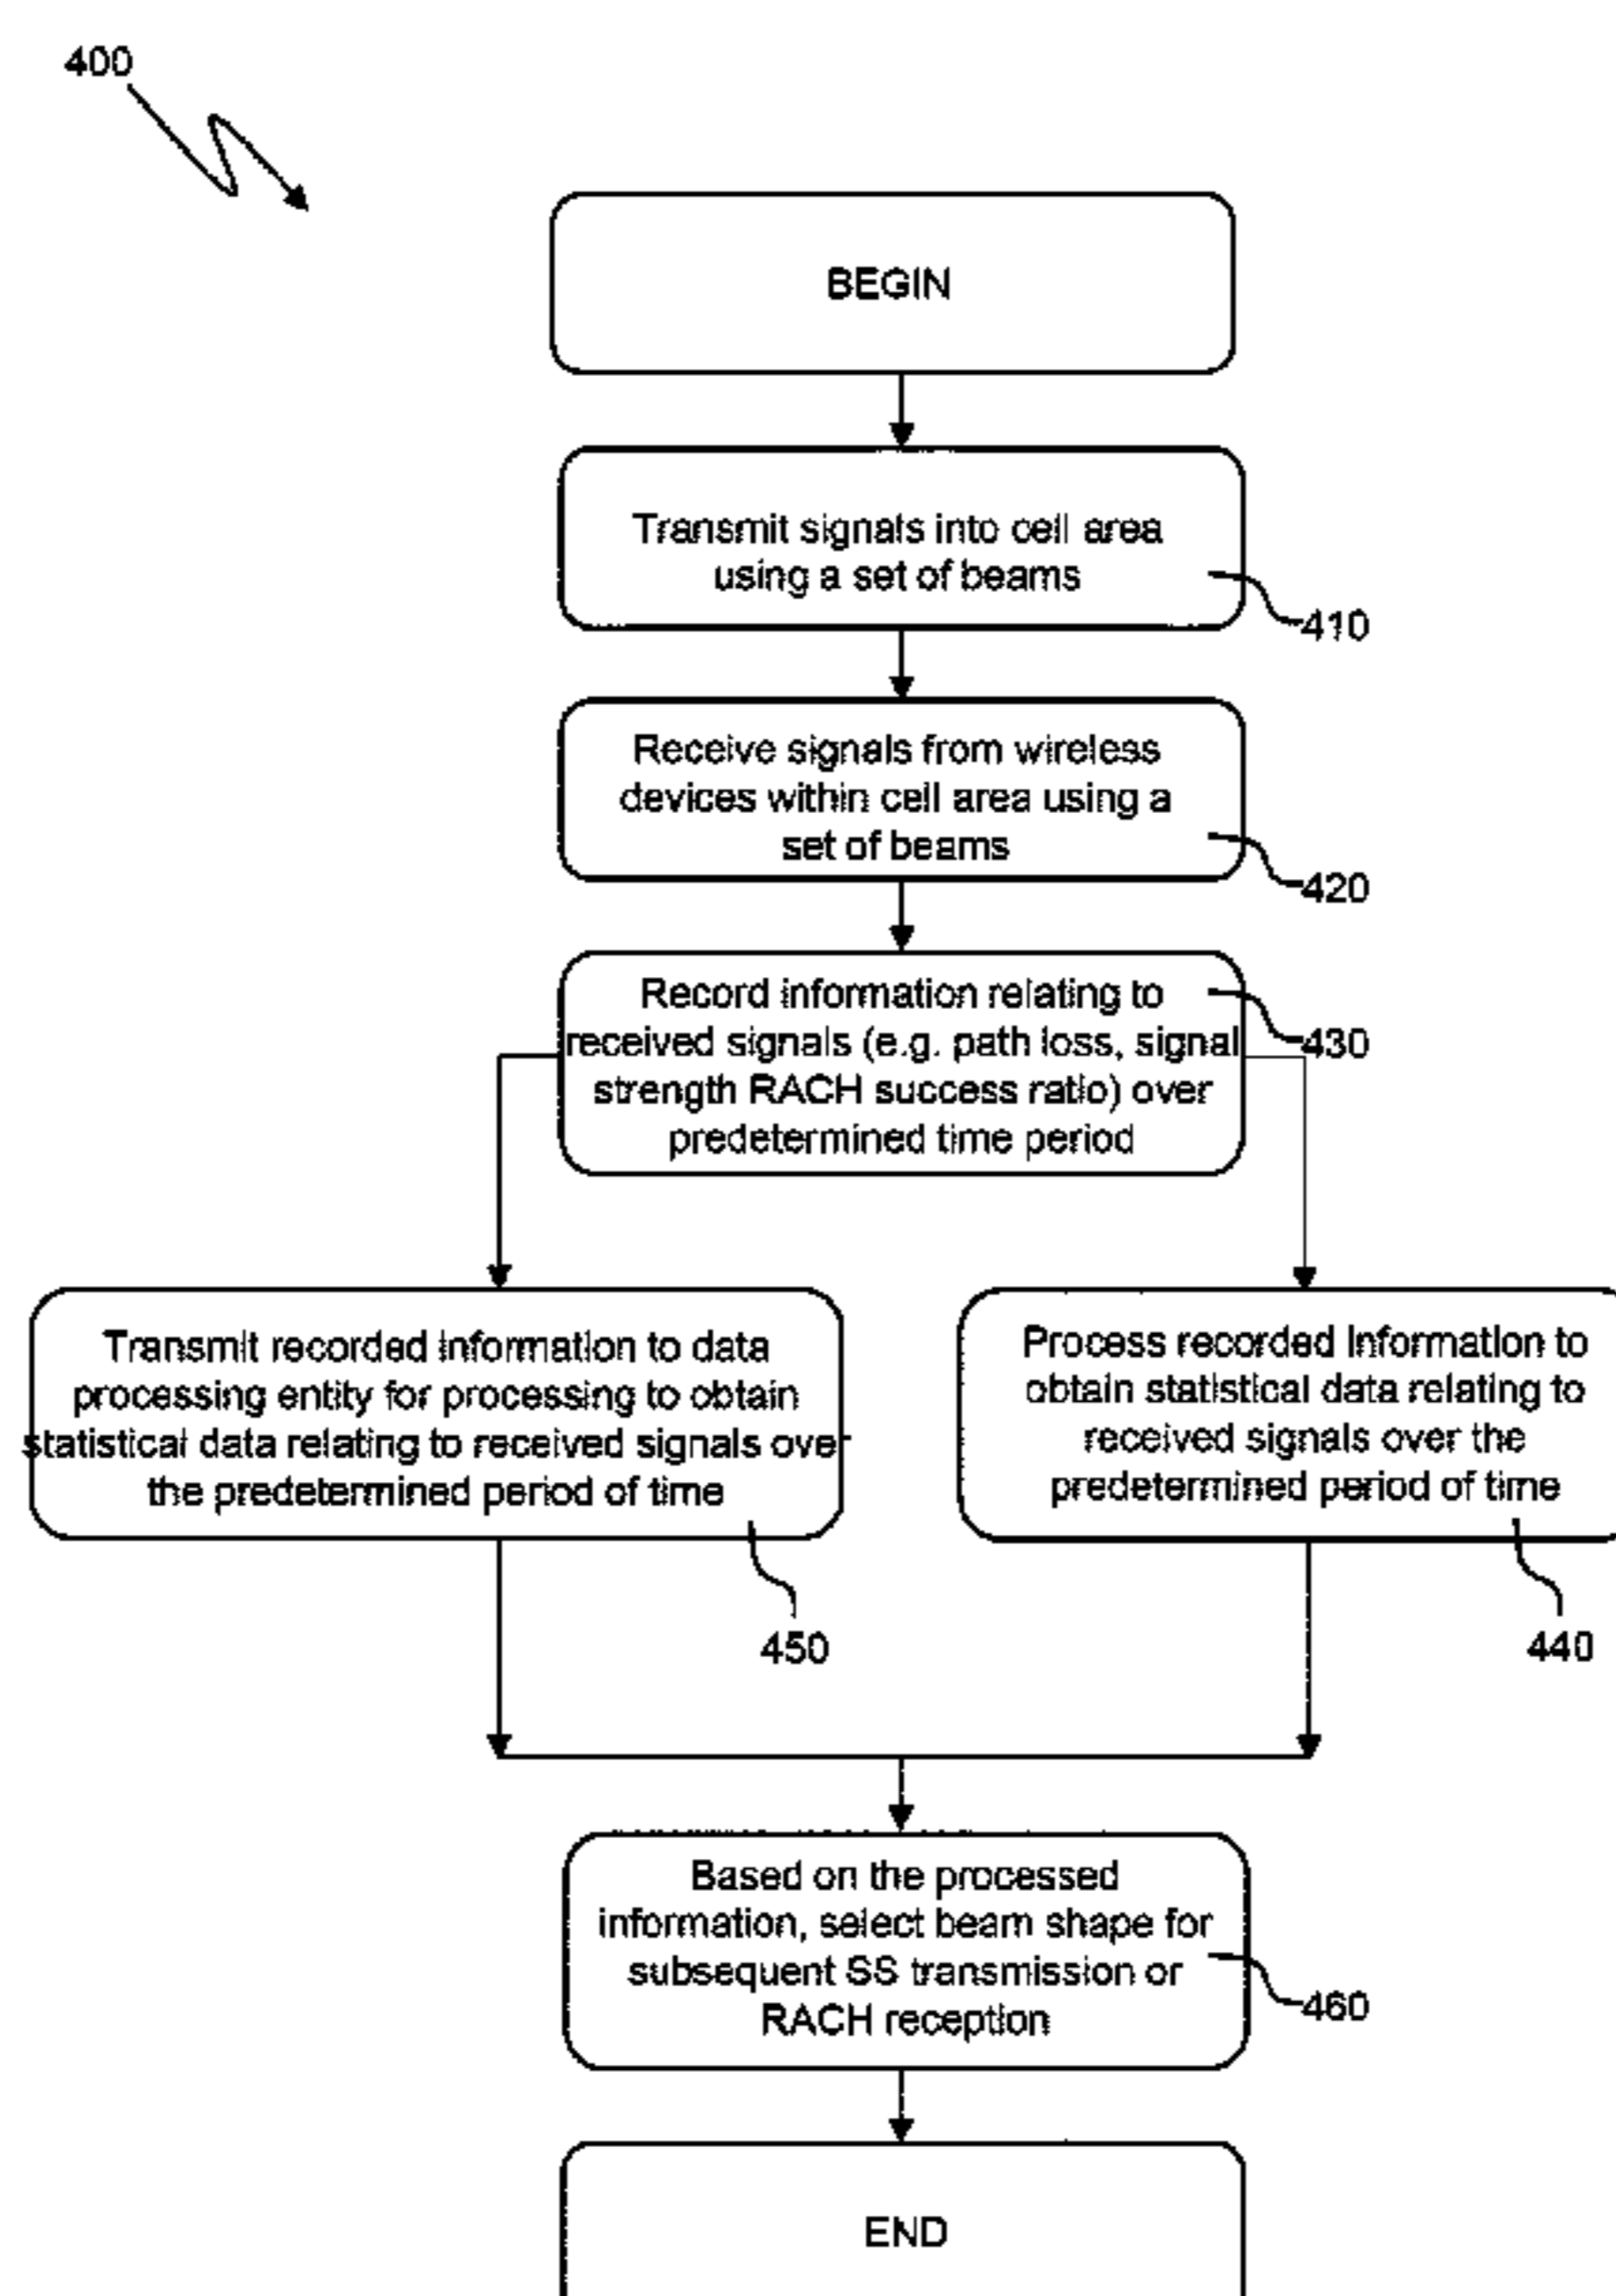 400
BEGIN
Transmit signals into cell area
using a set of beams
410
Receive signals from wireless
devices within cell area using a
set of beams
420
Record information relating to
received signals (e.g. path loss, signal
strength RACH success ratio) over
predetermined time period
430
Transmit recorded information to data
processing entity for processing to obtain
statistical data relating to received signals over
the predetermined period of time
450
Process recorded information to
obtain statistical data relating to
received signals over the
predetermined period of time
440
Based on the processed
information, select beam shape for
subsequent SS transmission or
RACH reception
460
END